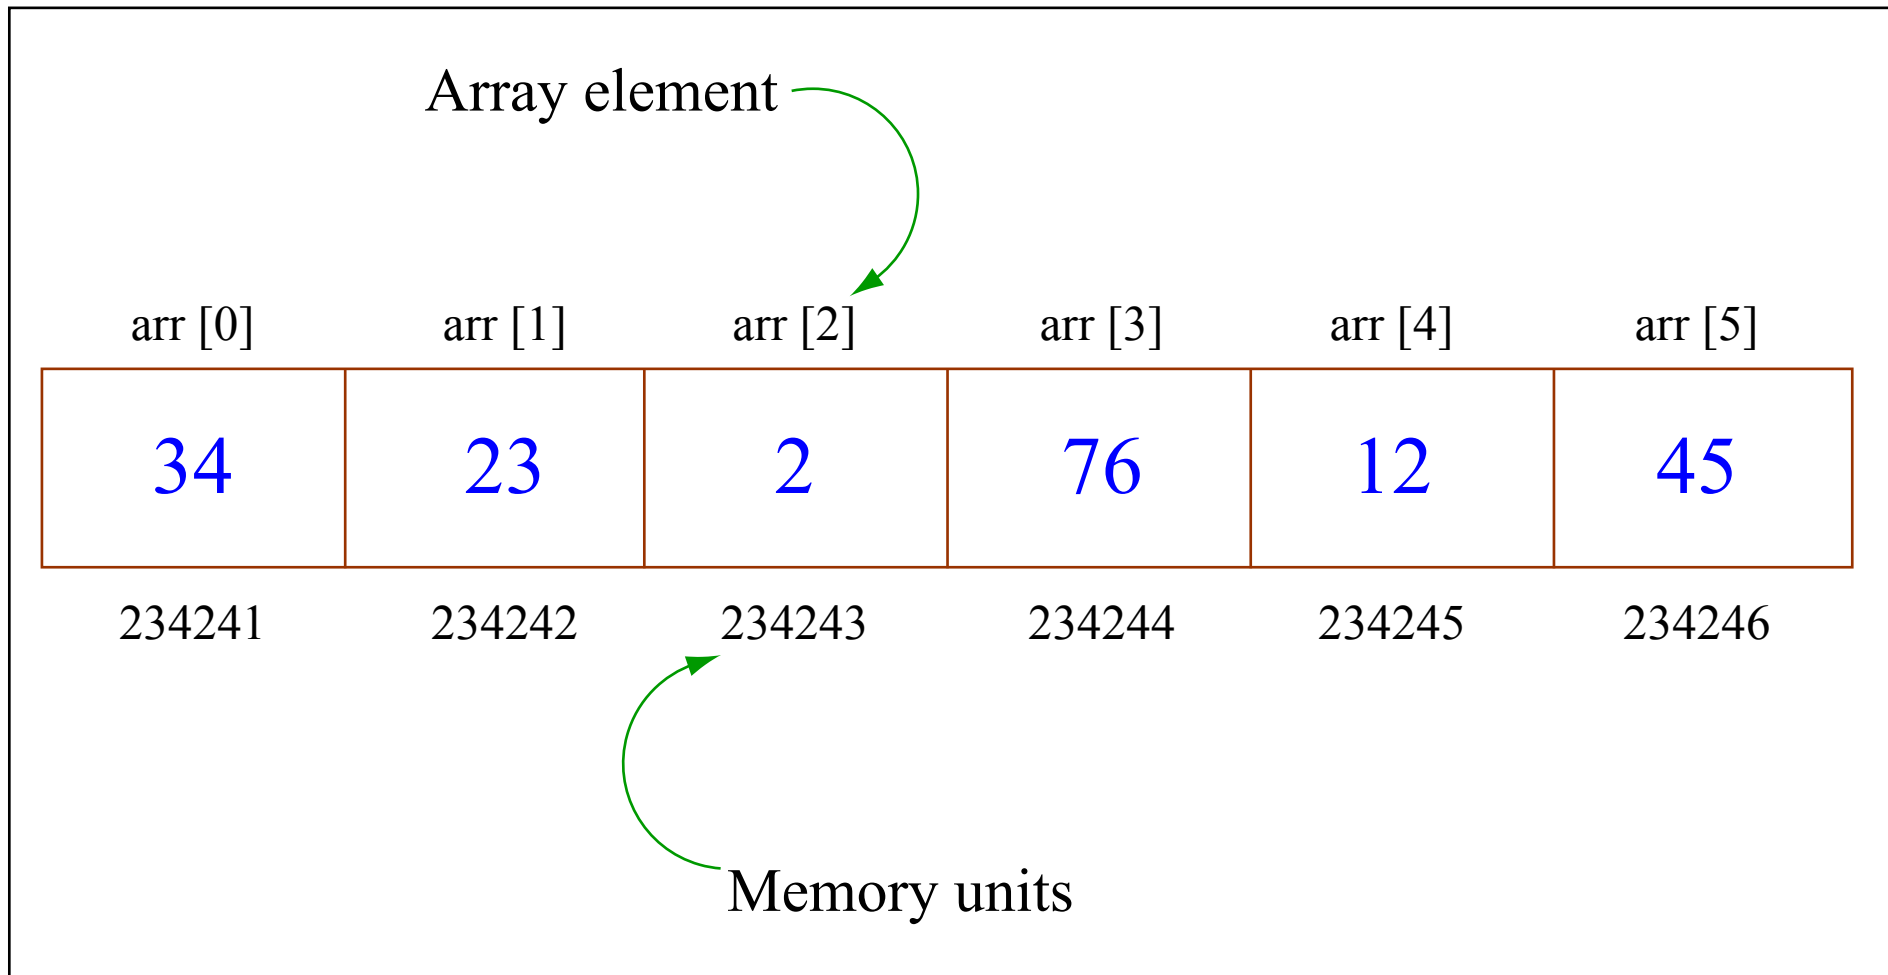 Array element
arr [0] arr [1] arr [2] arr [3] arr [4] arr [5]
34 23 2 76 12 45
234241 234242 234243 234244 234245 234246
Memory units